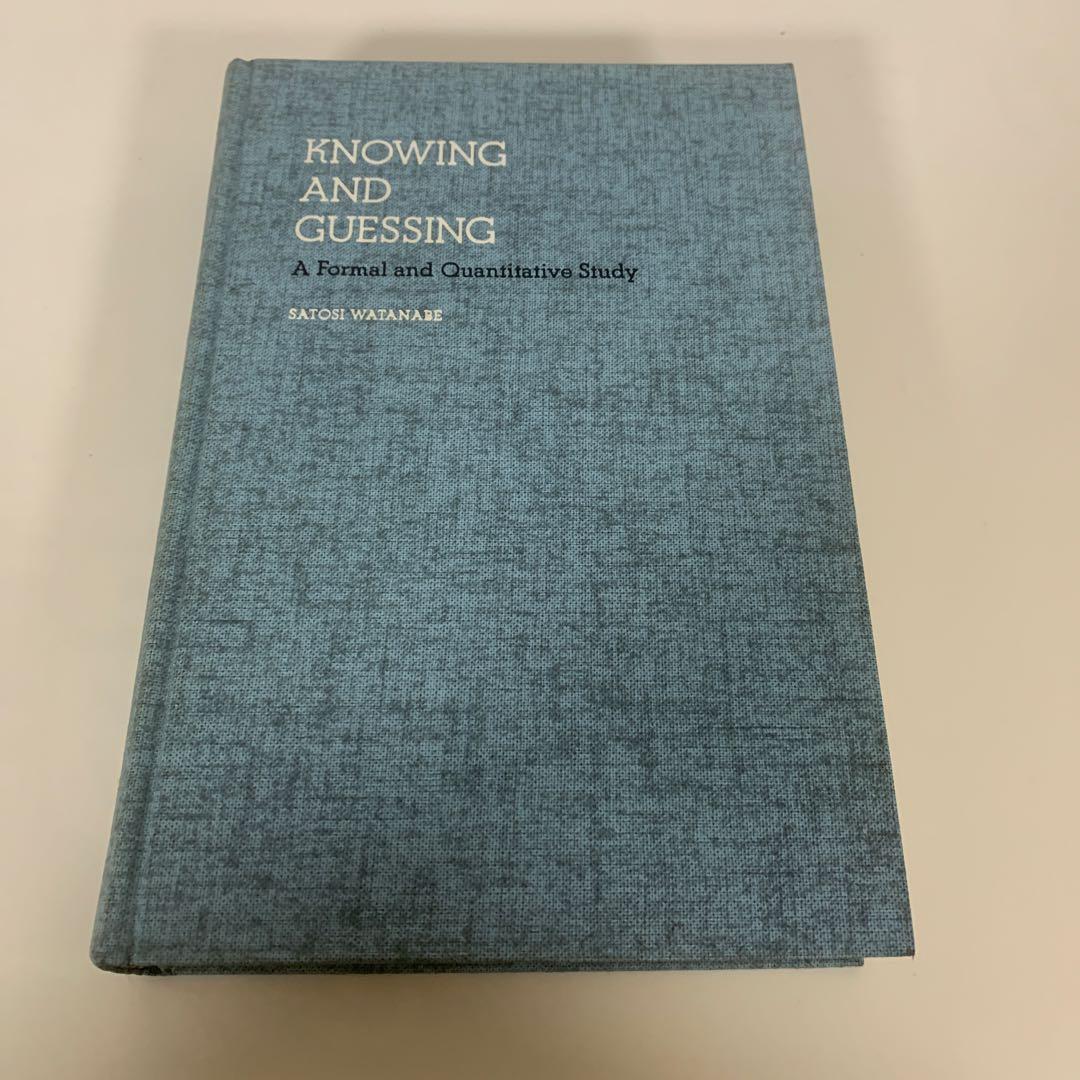 KNOWING
AND
GUESSING
A Formal and Quantitative Study
SATOSI WATANABE